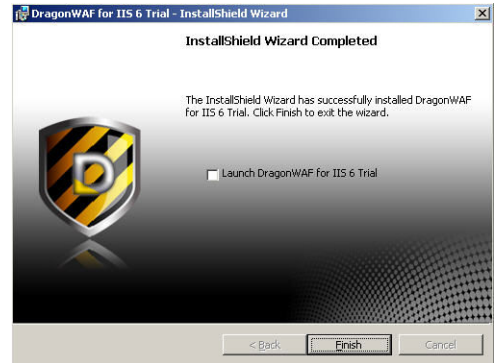 DragonWAF for IIS 6 Trial - InstallShield Wizard
InstallShield Wizard Completed
The InstallShield Wizard has successfully installed DragonWAF
for IIS 6 Trial. Click Finish to exit the wizard.
D
Launch DragonWAF for IIS 6 Trial
< Back Finish Cancel